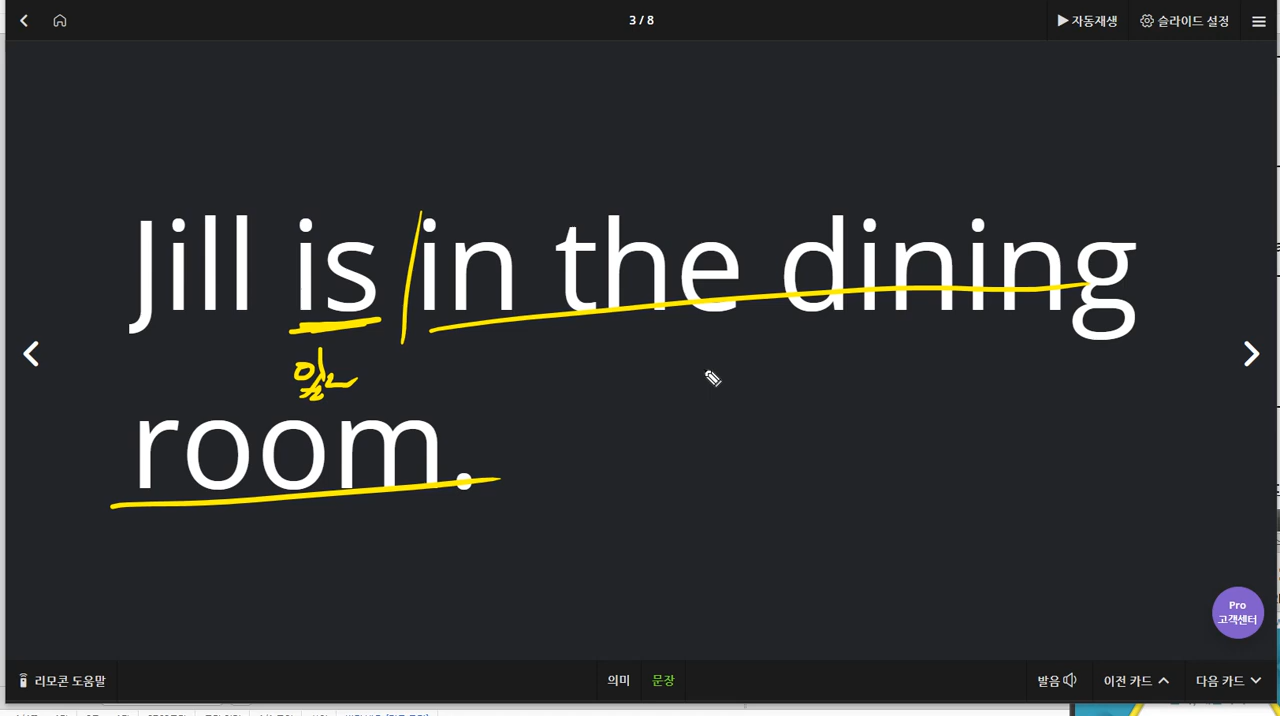 3 / 8
▶ 자동재생
슬라이드 설정
Jill is in the dining
room.
Pro
고객센터
리모콘 도움말
의미
문장
발음
이전 카드
다음 카드